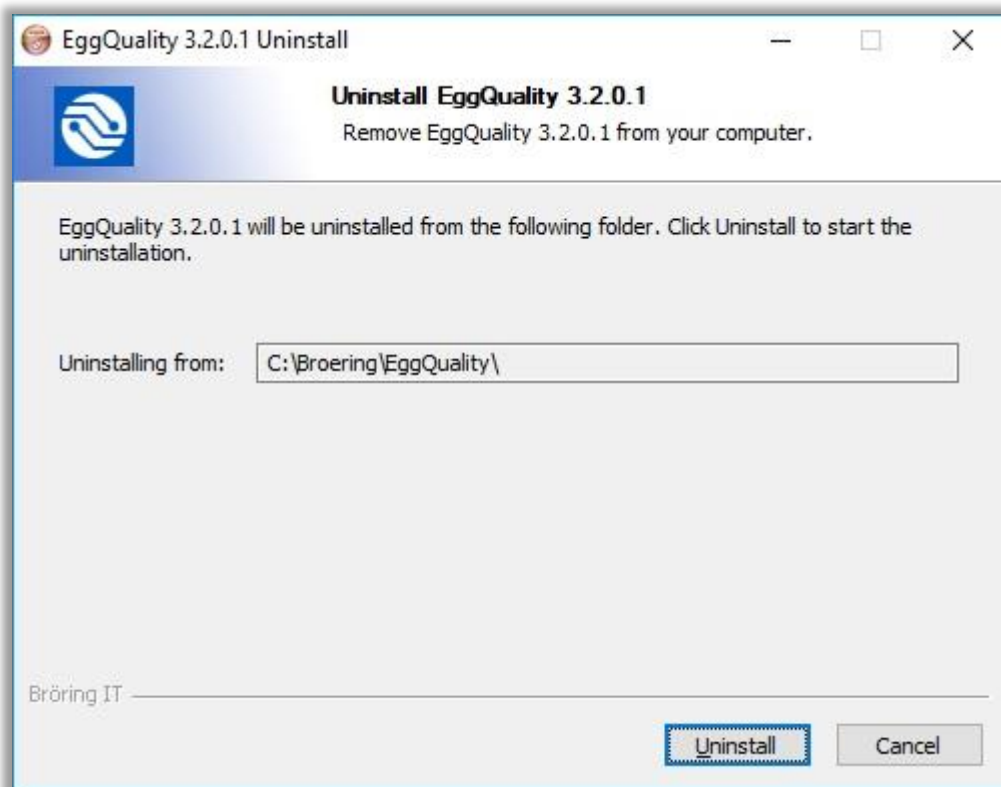 EggQuality 3.2.0.1 Uninstall
Uninstall EggQuality 3.2.0.1
Remove EggQuality 3.2.0.1 from your computer.
EggQuality 3.2.0.1 will be uninstalled from the following folder. Click Uninstall to start the
uninstallation.
Uninstalling from: C:\Broering\EggQuality\
Bröring IT
Uninstall Cancel